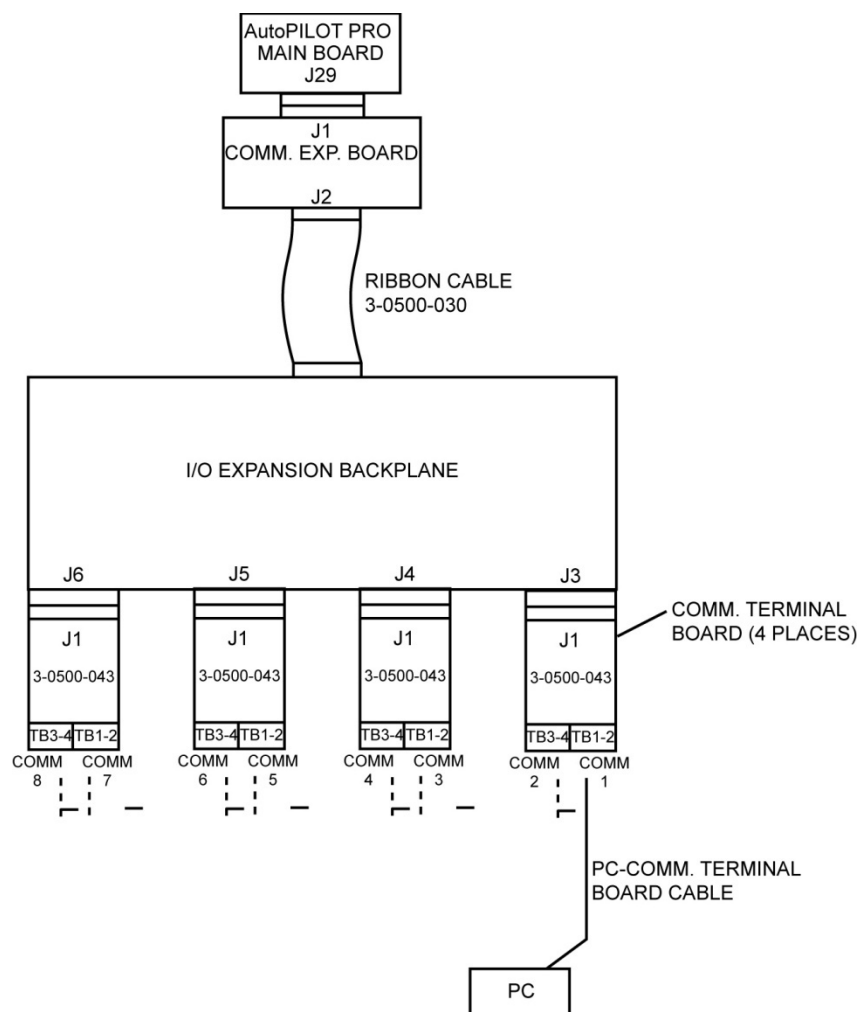 AutoPILOT PRO
MAIN BOARD
J29
J1
COMM. EXP. BOARD
J2
RIBBON CABLE
3-0500-030
I/O EXPANSION BACKPLANE
J6 J5 J4 J3
COMM. TERMINAL
BOARD (4 PLACES)
J1 J1 J1 J1
3-0500-043 3-0500-043 3-0500-043 3-0500-043
TB3-4 TB1-2 TB3-4 TB1-2 TB3-4 TB1-2 TB3-4 TB1-2
COMM COMM COMM COMM COMM COMM COMM COMM
8 7 6 5 4 3 2 1
PC-COMM. TERMINAL
BOARD CABLE
PC